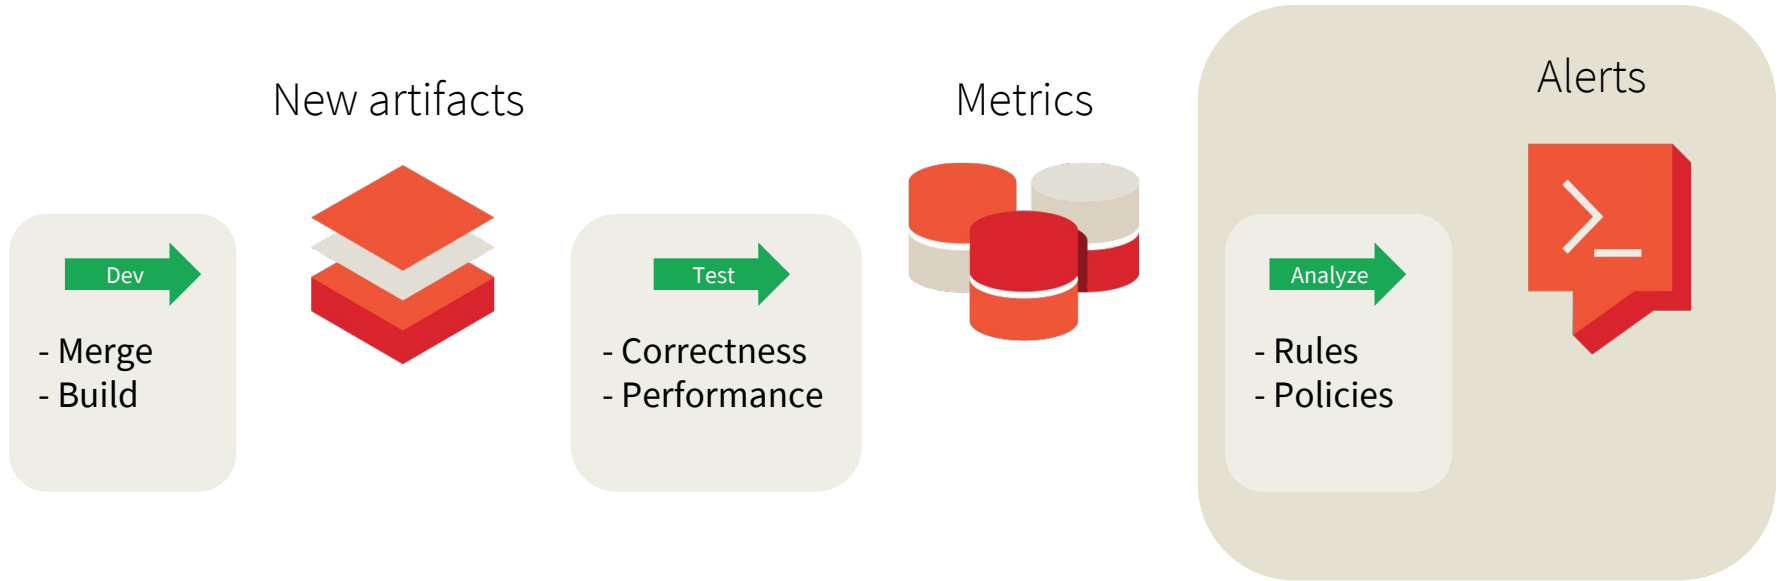 New artifacts
Metrics
Alerts
Dev
- Merge
- Build
Test
- Correctness
- Performance
Analyze
- Rules
- Policies